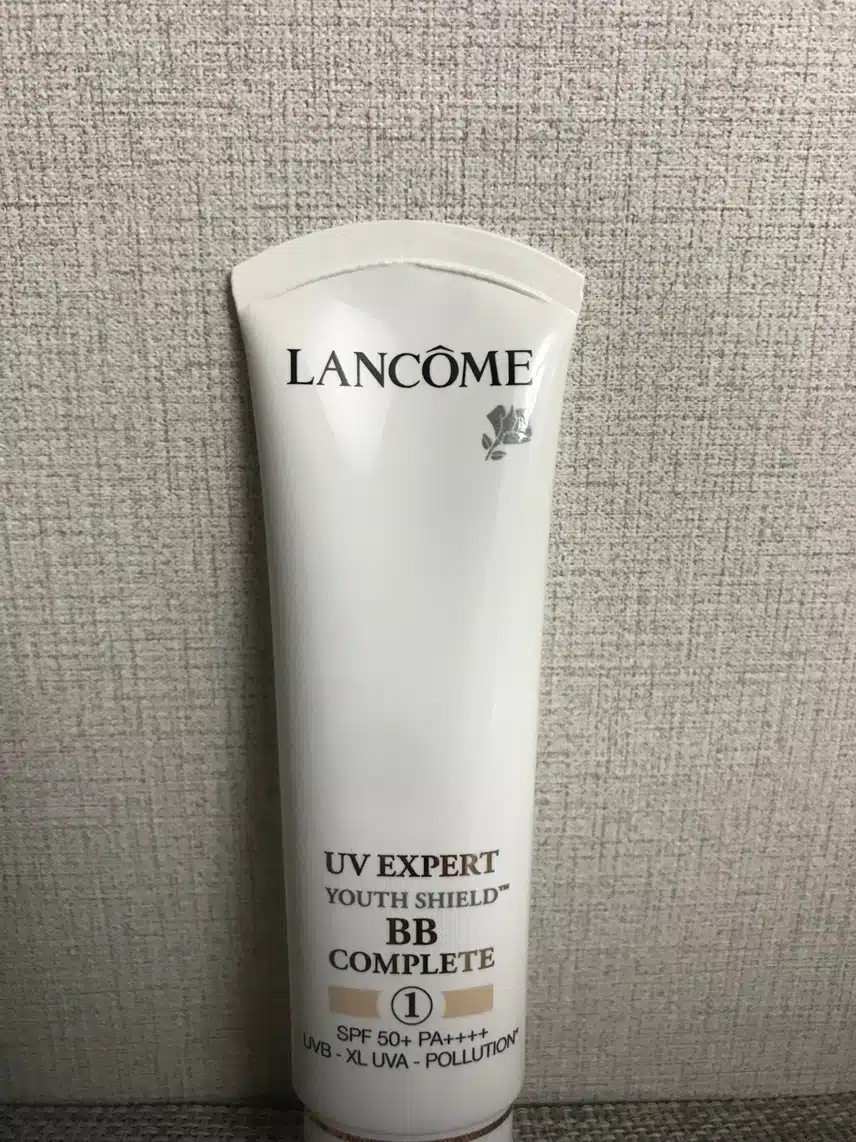 LANCÔME
UV EXPERT
YOUTH SHIELD™
BB
COMPLETE
1
SPF 50+ PA++++
UVB - XL UVA - POLLUTION*